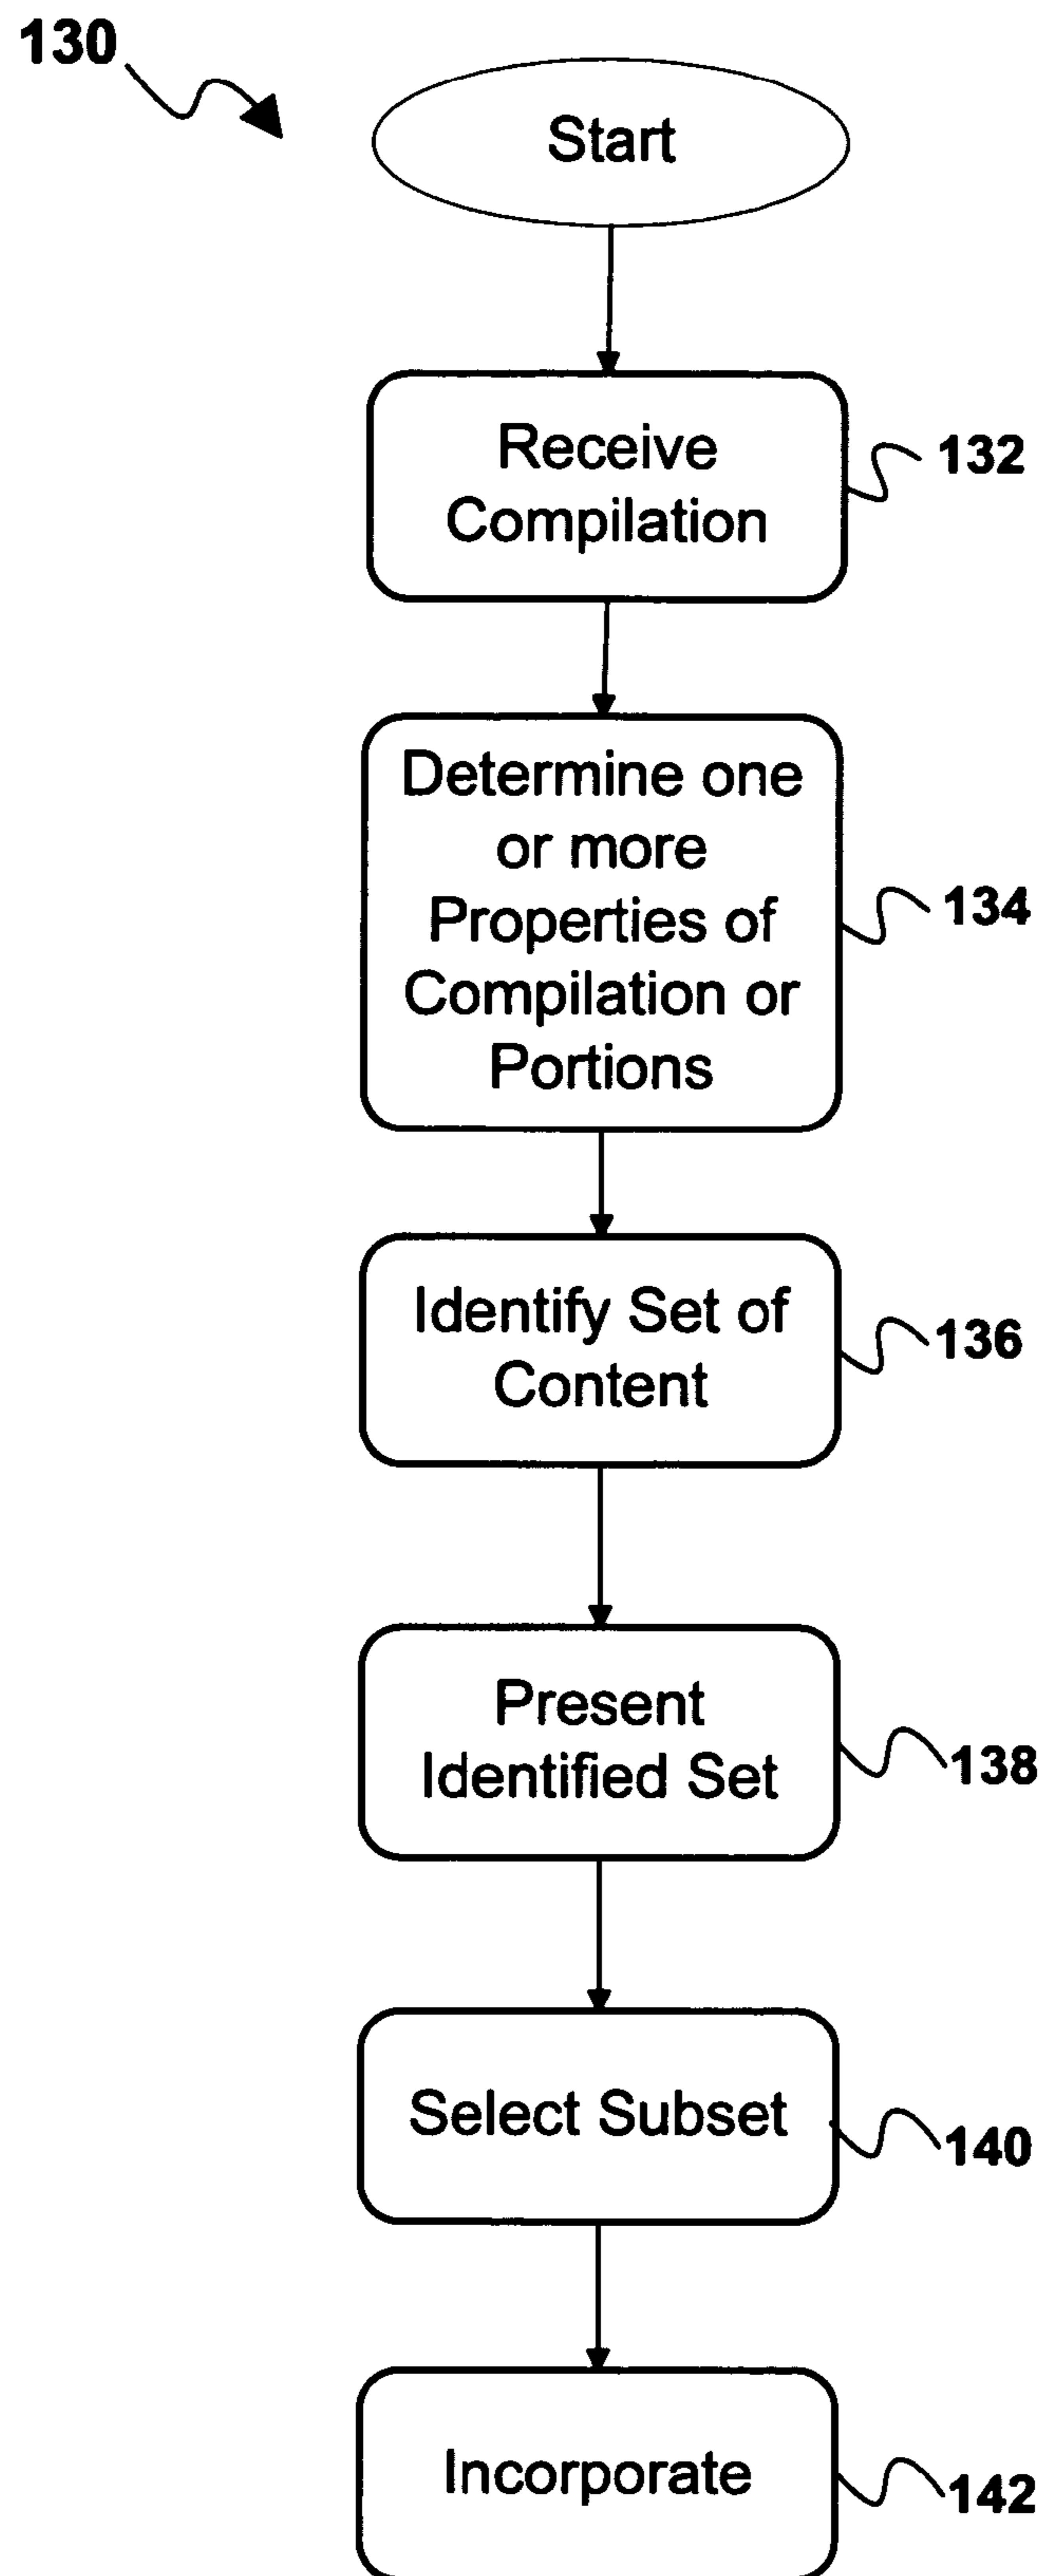 130
Start
Receive
Compilation
132
Determine one
or more
Properties of
Compilation or
Portions
134
Identify Set of
Content
136
Present
Identified Set
138
Select Subset
140
Incorporate
142